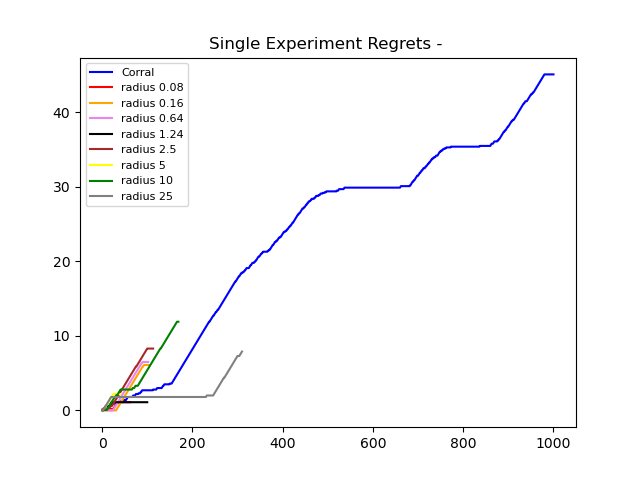 Single Experiment Regrets -
Corral
radius 0.08
radius 0.16
radius 0.64
radius 1.24
radius 2.5
radius 5
radius 10
radius 25
40
30
20
10
0
0 200 400 600 800 1000